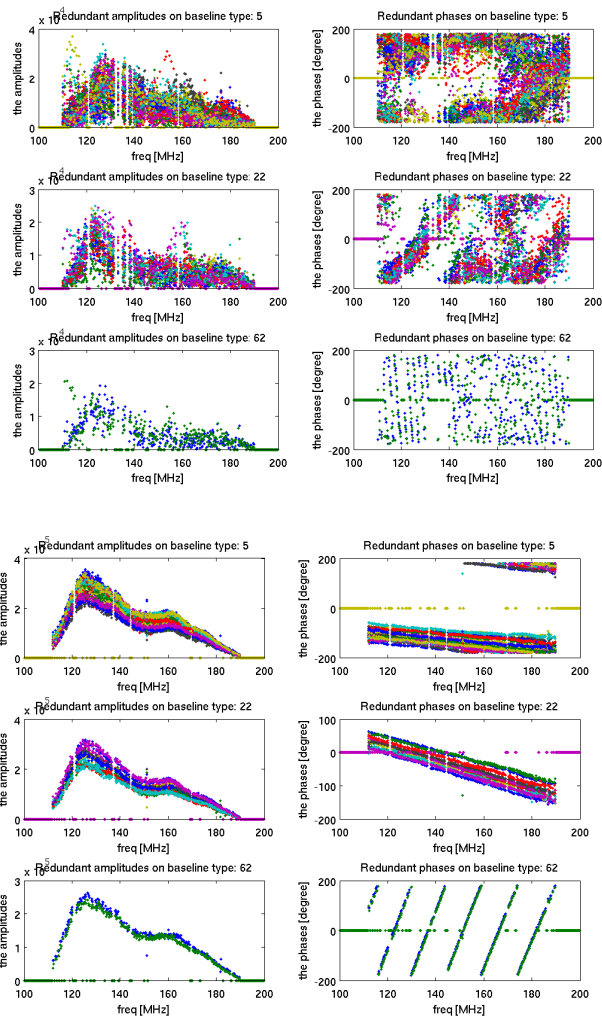 x 10^4
Redundant amplitudes on baseline type: 5
the amplitudes
4
2
0
100 120 140 160 180 200
freq [MHz]
Redundant phases on baseline type: 5
the phases [degree]
200
0
-200
100 120 140 160 180 200
freq [MHz]
x 10^4
Redundant amplitudes on baseline type: 22
the amplitudes
3
2
1
0
100 120 140 160 180 200
freq [MHz]
Redundant phases on baseline type: 22
the phases [degree]
200
0
-200
100 120 140 160 180 200
freq [MHz]
x 10^4
Redundant amplitudes on baseline type: 62
the amplitudes
3
2
1
0
100 120 140 160 180 200
freq [MHz]
Redundant phases on baseline type: 62
the phases [degree]
200
0
-200
100 120 140 160 180 200
freq [MHz]
x 10^5
Redundant amplitudes on baseline type: 5
the amplitudes
4
2
0
100 120 140 160 180 200
freq [MHz]
Redundant phases on baseline type: 5
the phases [degree]
200
0
-200
100 120 140 160 180 200
freq [MHz]
x 10^5
Redundant amplitudes on baseline type: 22
the amplitudes
4
2
0
100 120 140 160 180 200
freq [MHz]
Redundant phases on baseline type: 22
the phases [degree]
100
0
-100
-200
100 120 140 160 180 200
freq [MHz]
x 10^5
Redundant amplitudes on baseline type: 62
the amplitudes
3
2
1
0
100 120 140 160 180 200
freq [MHz]
Redundant phases on baseline type: 62
the phases [degree]
200
0
-200
100 120 140 160 180 200
freq [MHz]